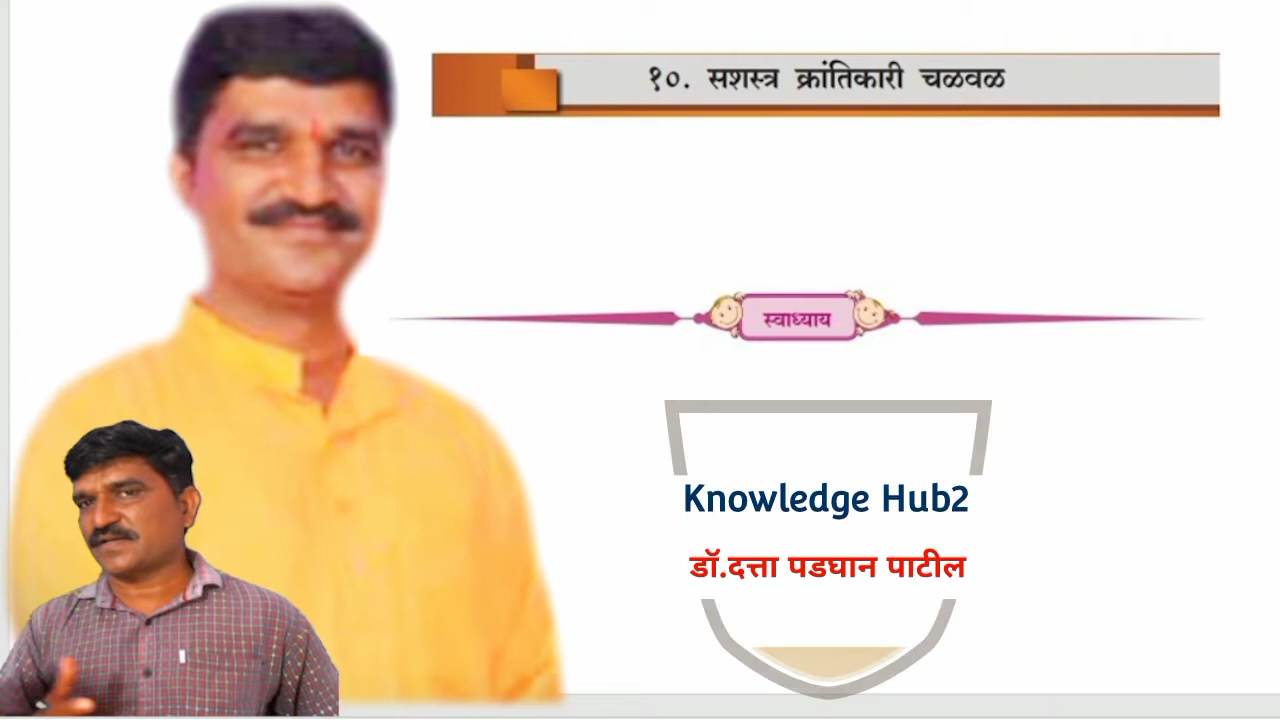 १०. सशस्त्र क्रांतिकारी चळवळ
स्वाध्याय
Knowledge Hub2
डॉ.दत्ता पडघान पाटील